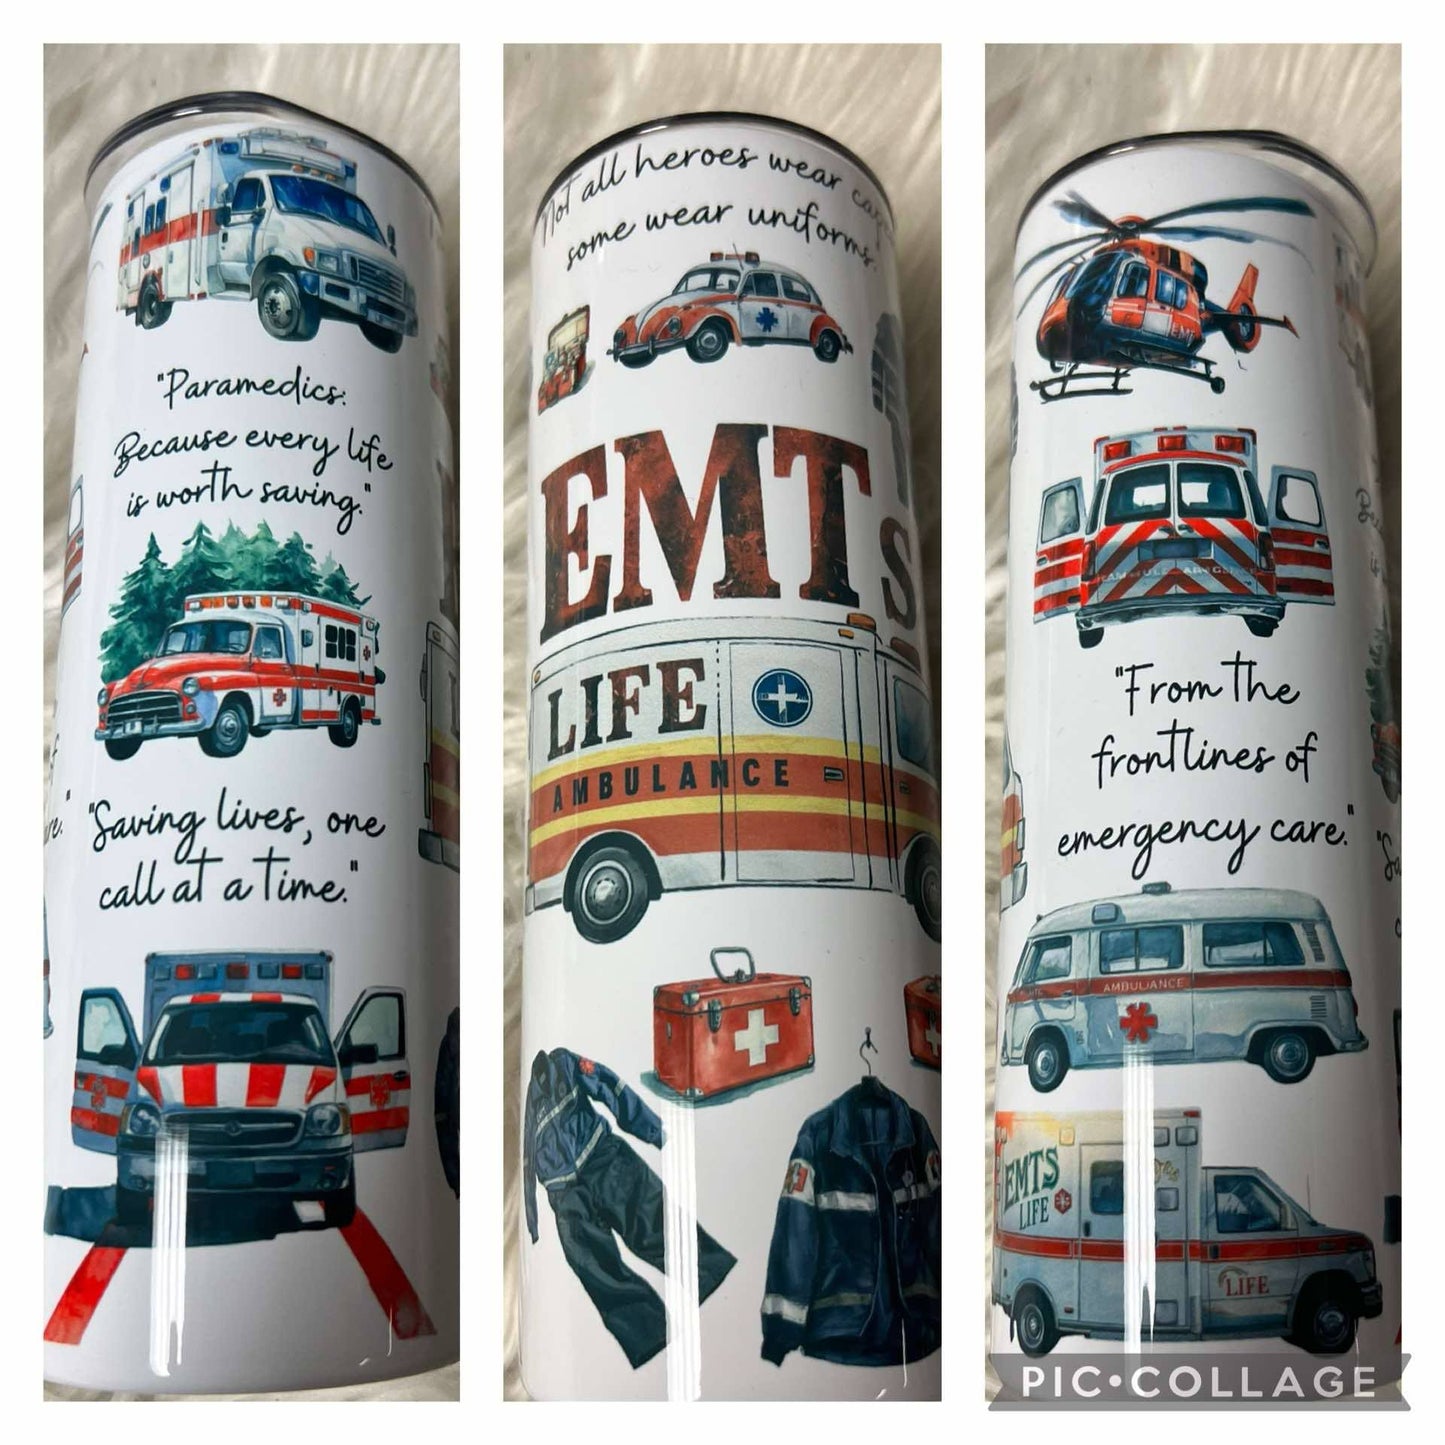 "Paramedics:
Because every life
is worth saving."
"Saving lives, one
call at a time."
Not all heroes wear
some wear uniforms.
EMTs
LIFE
AMBULANCE
EMT
"From the
frontlines of
emergency care."
AMBULANCE
EMTS
LIFE
LIFE
PIC•COLLAGE